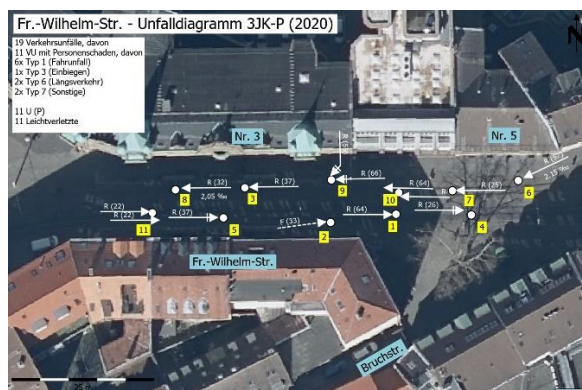 Fr.-Wilhelm-Str. - Unfalldiagramm 3JK-P (2020)
19 Verkehrsunfälle, davon
11 VU mit Personenschaden, davon
6x Typ 1 (Fahrunfall)
1x Typ 3 (Einbiegen)
2x Typ 6 (Längsverkehr)
2x Typ 7 (Sonstige)
11 U (P)
11 Leichtverletzte
Nr. 3
Nr. 5
R (32)
8
2,05 ‰
R (37)
3
9
R (66)
R (64)
10
R
7
R (25)
6
2,15 ‰
R (22)
R (22)
11
R (37)
5
F (33)
2
R (64)
1
R (26)
4
Fr.-Wilhelm-Str.
Bruchstr.
25 m